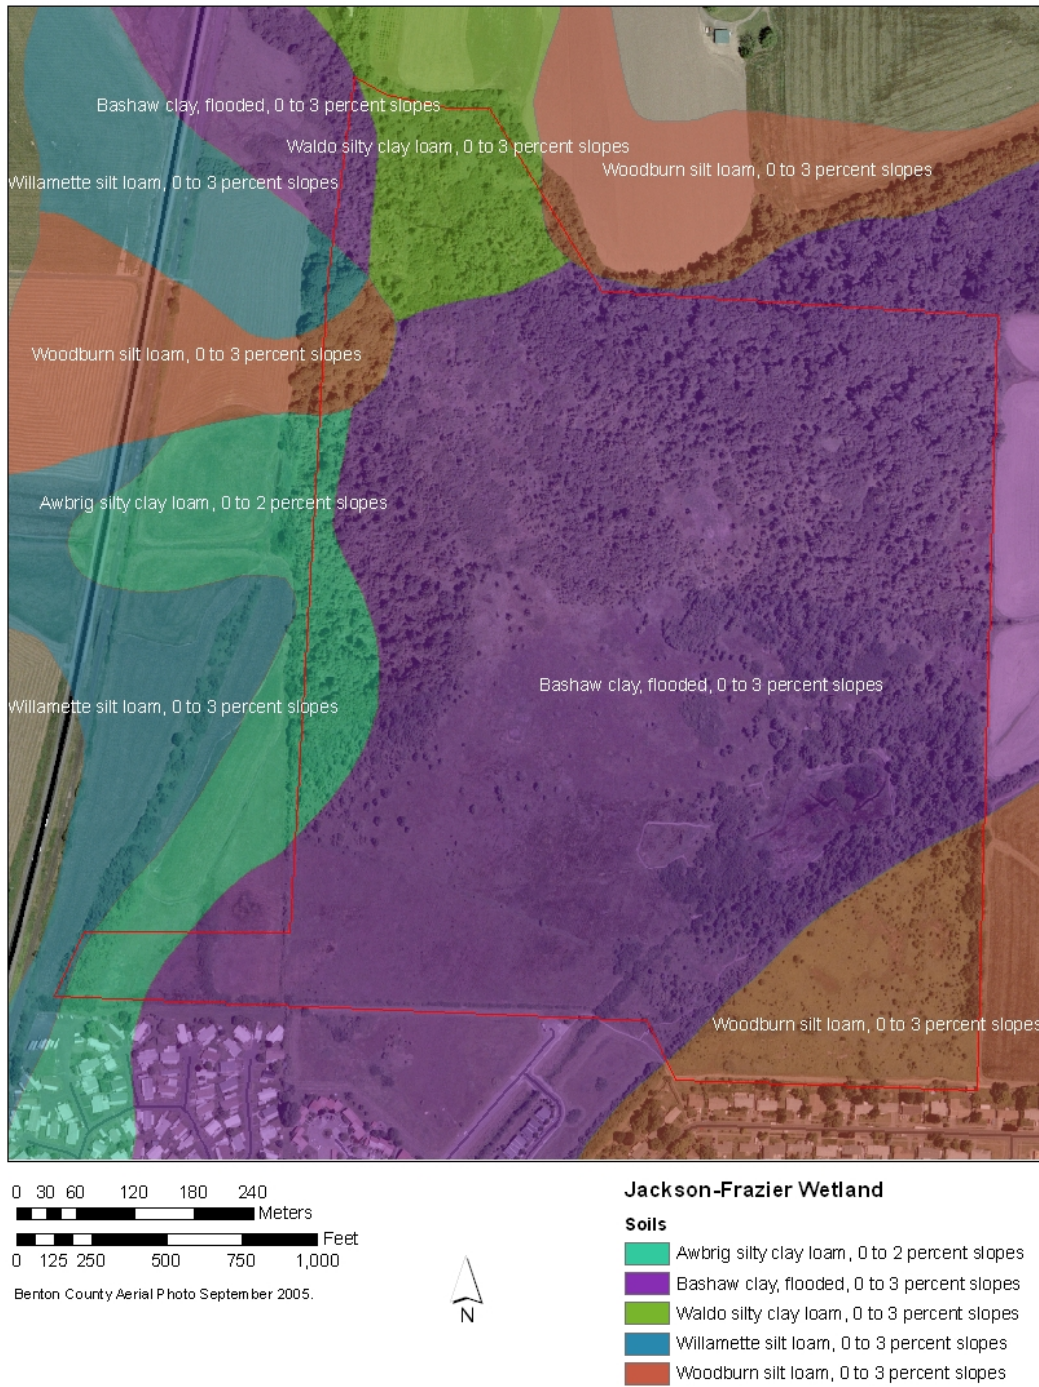 Bashaw clay, flooded, 0 to 3 percent slopes
Waldo silty clay loam, 0 to 3 percent slopes
Woodburn silt loam, 0 to 3 percent slopes
Willamette silt loam, 0 to 3 percent slopes
Woodburn silt loam, 0 to 3 percent slopes
Awbrig silty clay loam, 0 to 2 percent slopes
Bashaw clay, flooded, 0 to 3 percent slopes
Willamette silt loam, 0 to 3 percent slopes
Woodburn silt loam, 0 to 3 percent slopes
0 30 60 120 180 240
Meters
Feet
0 125 250 500 750 1,000
Benton County Aerial Photo September 2005.
N
Jackson-Frazier Wetland
Soils
Awbrig silty clay loam, 0 to 2 percent slopes
Bashaw clay, flooded, 0 to 3 percent slopes
Waldo silty clay loam, 0 to 3 percent slopes
Willamette silt loam, 0 to 3 percent slopes
Woodburn silt loam, 0 to 3 percent slopes